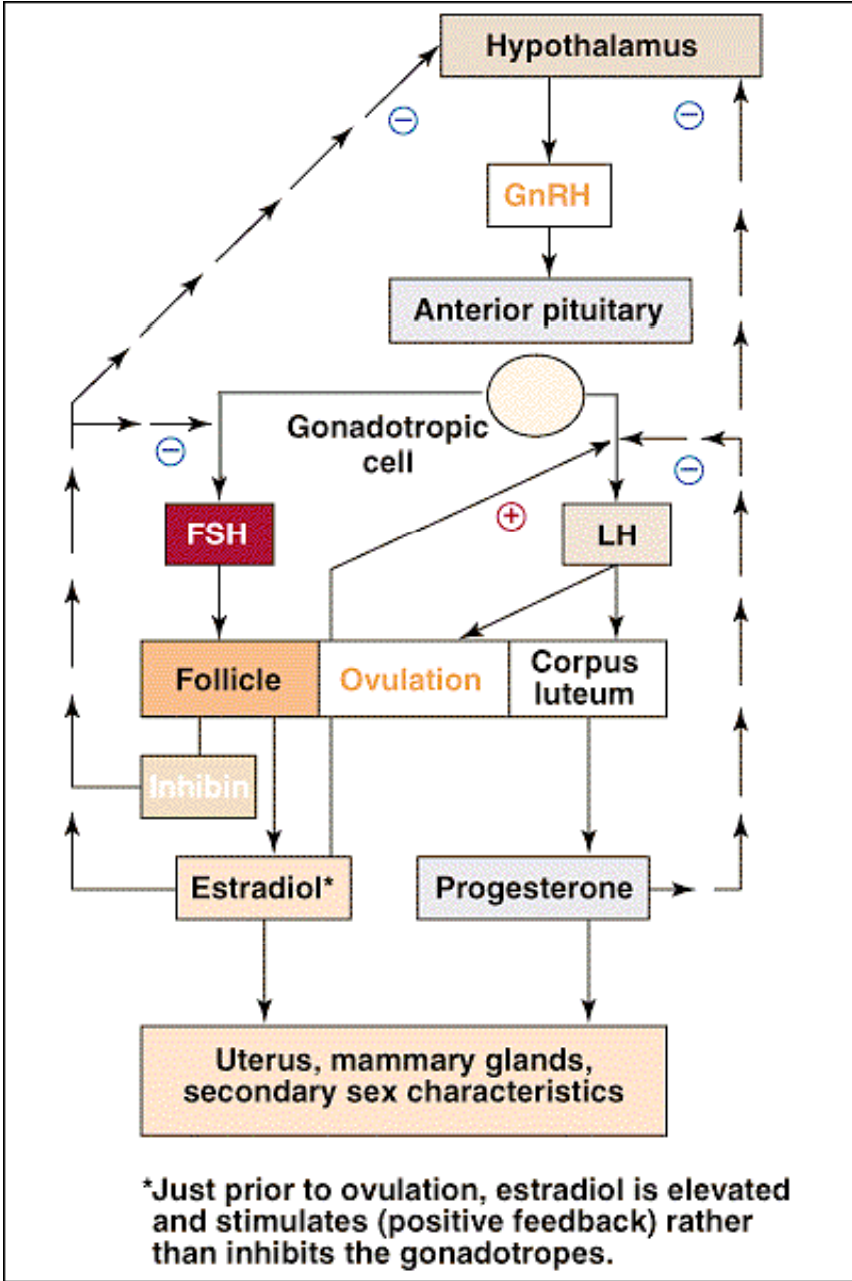 Hypothalamus
−
−
GnRH
Anterior pituitary
Gonadotropic
cell
−
−
+
FSH
LH
Follicle
Ovulation
Corpus
luteum
Inhibin
Estradiol*
Progesterone
Uterus, mammary glands,
secondary sex characteristics
*Just prior to ovulation, estradiol is elevated
and stimulates (positive feedback) rather
than inhibits the gonadotropes.